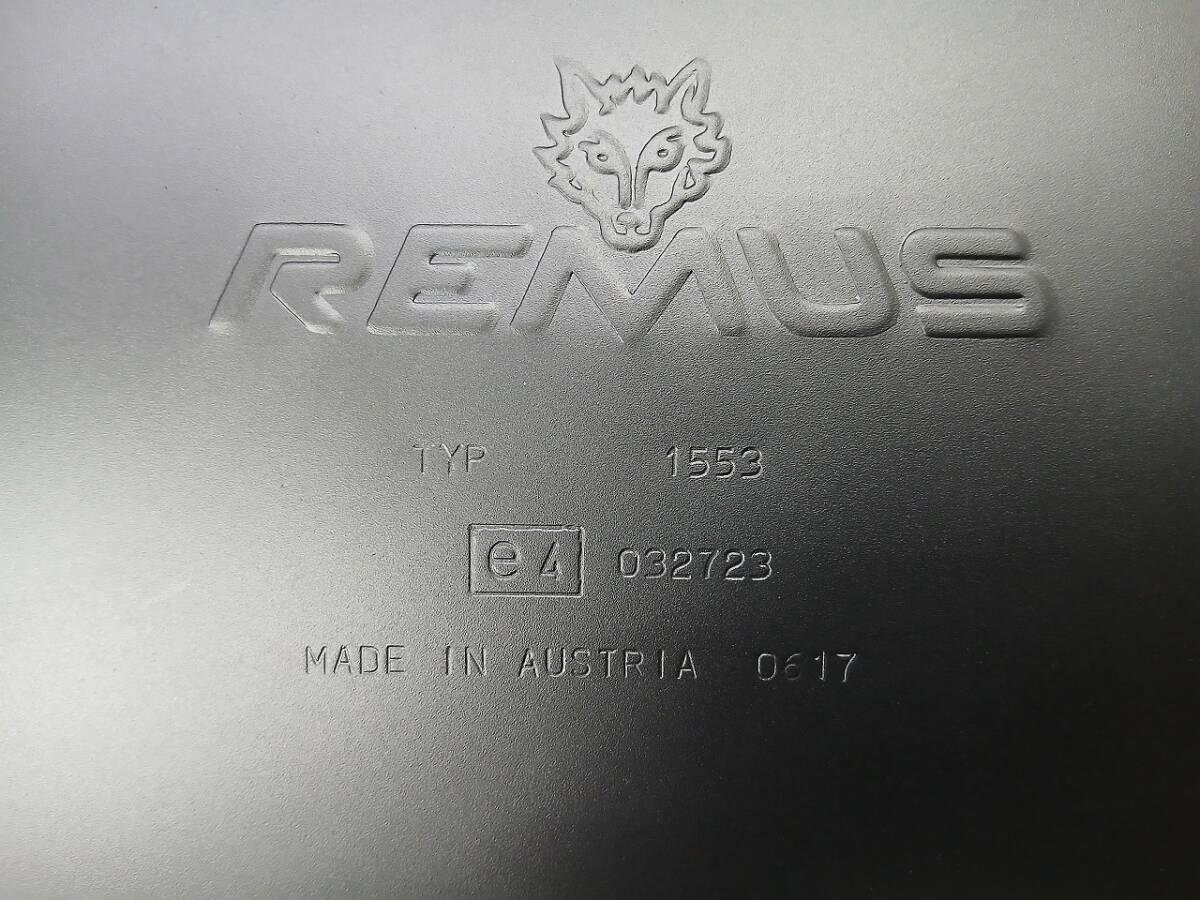 REMUS
TYP 1553
e4 032723
MADE IN AUSTRIA 0617